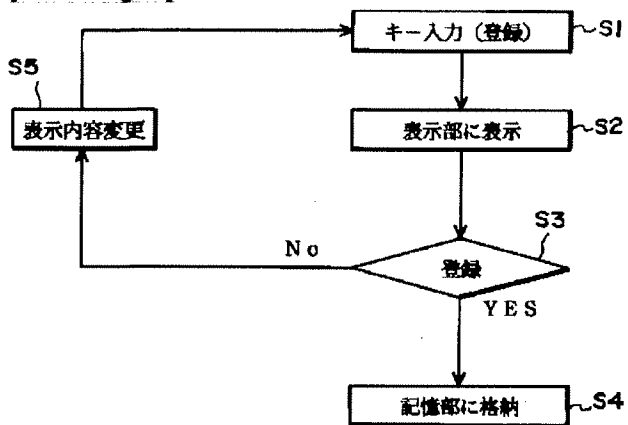 キー入力（登録） S1
S5
表示内容変更
表示部に表示 S2
S3
No
登録
YES
記憶部に格納 S4